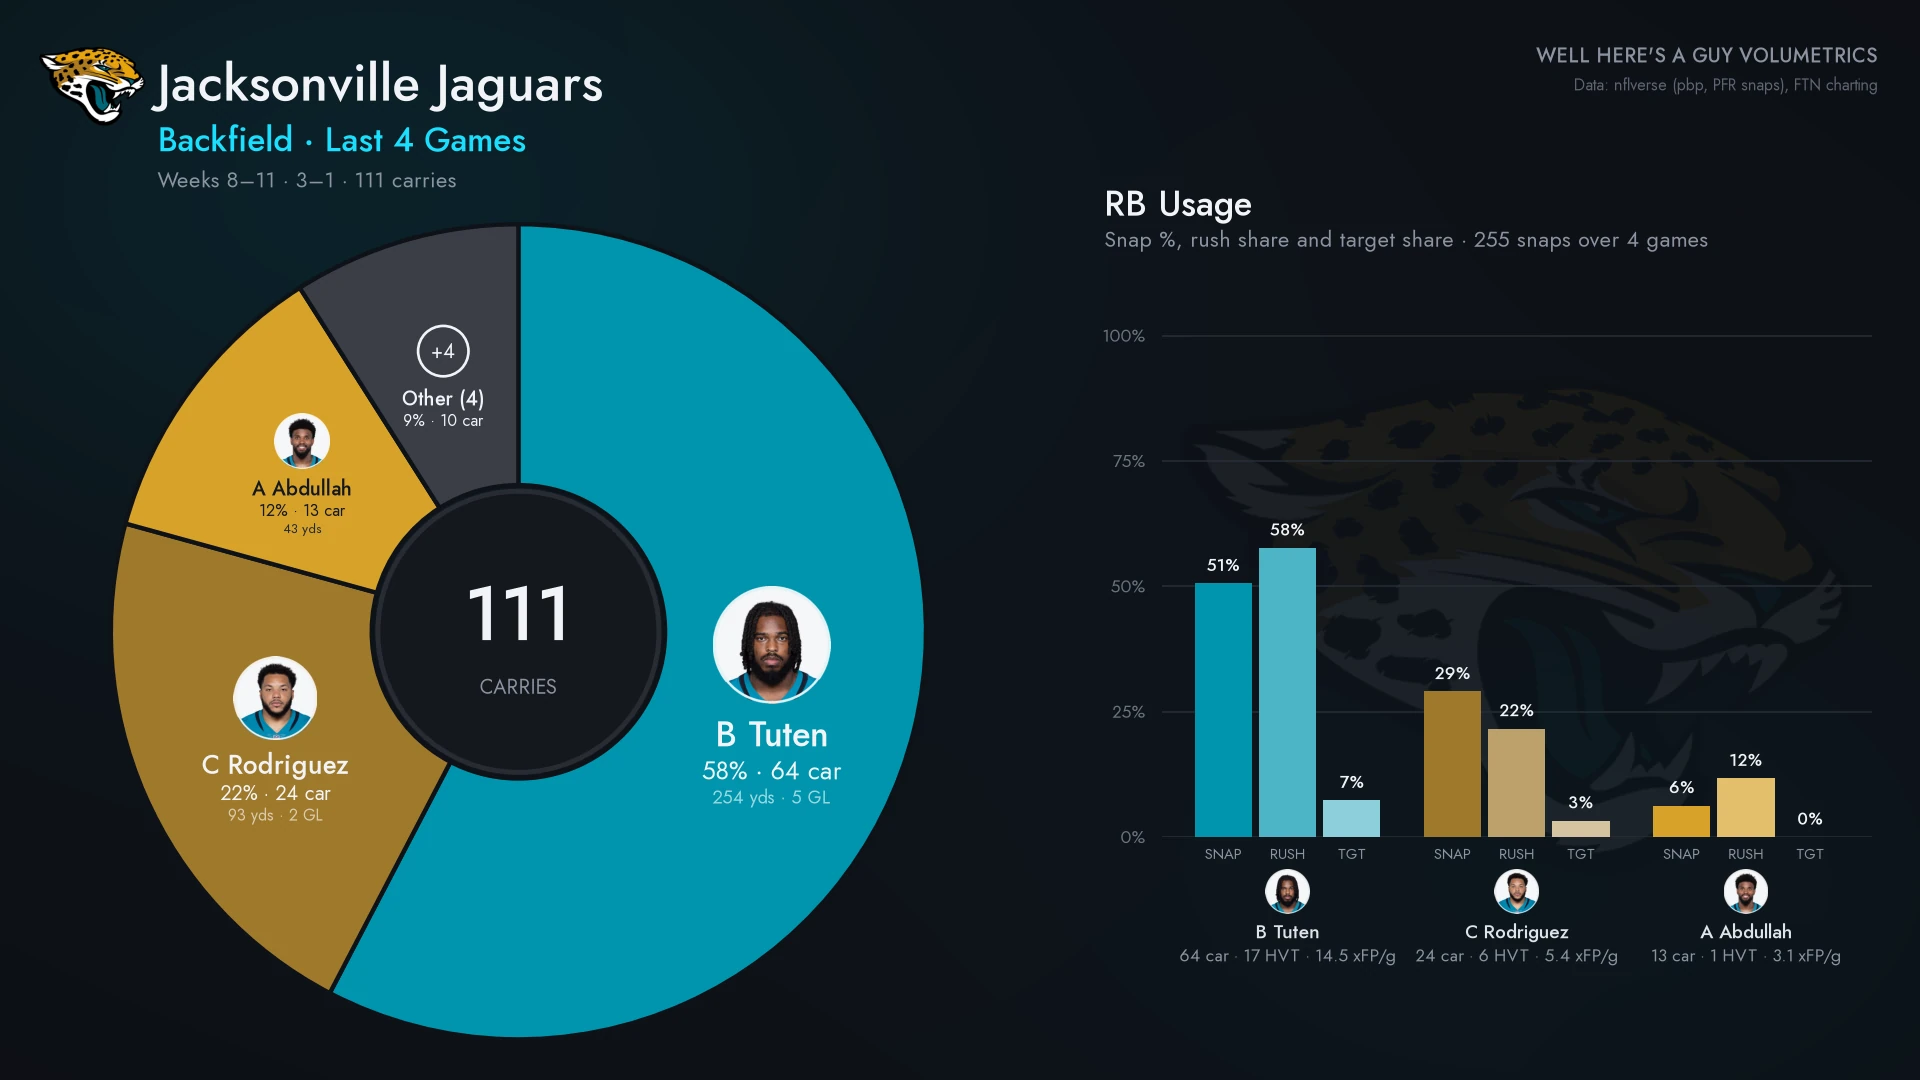 Jacksonville Jaguars
Backfield · Last 4 Games
Weeks 8–11 · 3–1 · 111 carries
WELL HERE'S A GUY VOLUMETRICS
Data: nflverse (pbp, PFR snaps), FTN charting
+4
Other (4)
9% · 10 car
A Abdullah
12% · 13 car
43 yds
111
CARRIES
C Rodriguez
22% · 24 car
93 yds · 2 GL
B Tuten
58% · 64 car
254 yds · 5 GL
RB Usage
Snap %, rush share and target share · 255 snaps over 4 games
100%
75%
50%
25%
0%
51%
58%
7%
29%
22%
3%
6%
12%
0%
SNAP RUSH TGT SNAP RUSH TGT SNAP RUSH TGT
B Tuten
64 car · 17 HVT · 14.5 xFP/g
C Rodriguez
24 car · 6 HVT · 5.4 xFP/g
A Abdullah
13 car · 1 HVT · 3.1 xFP/g